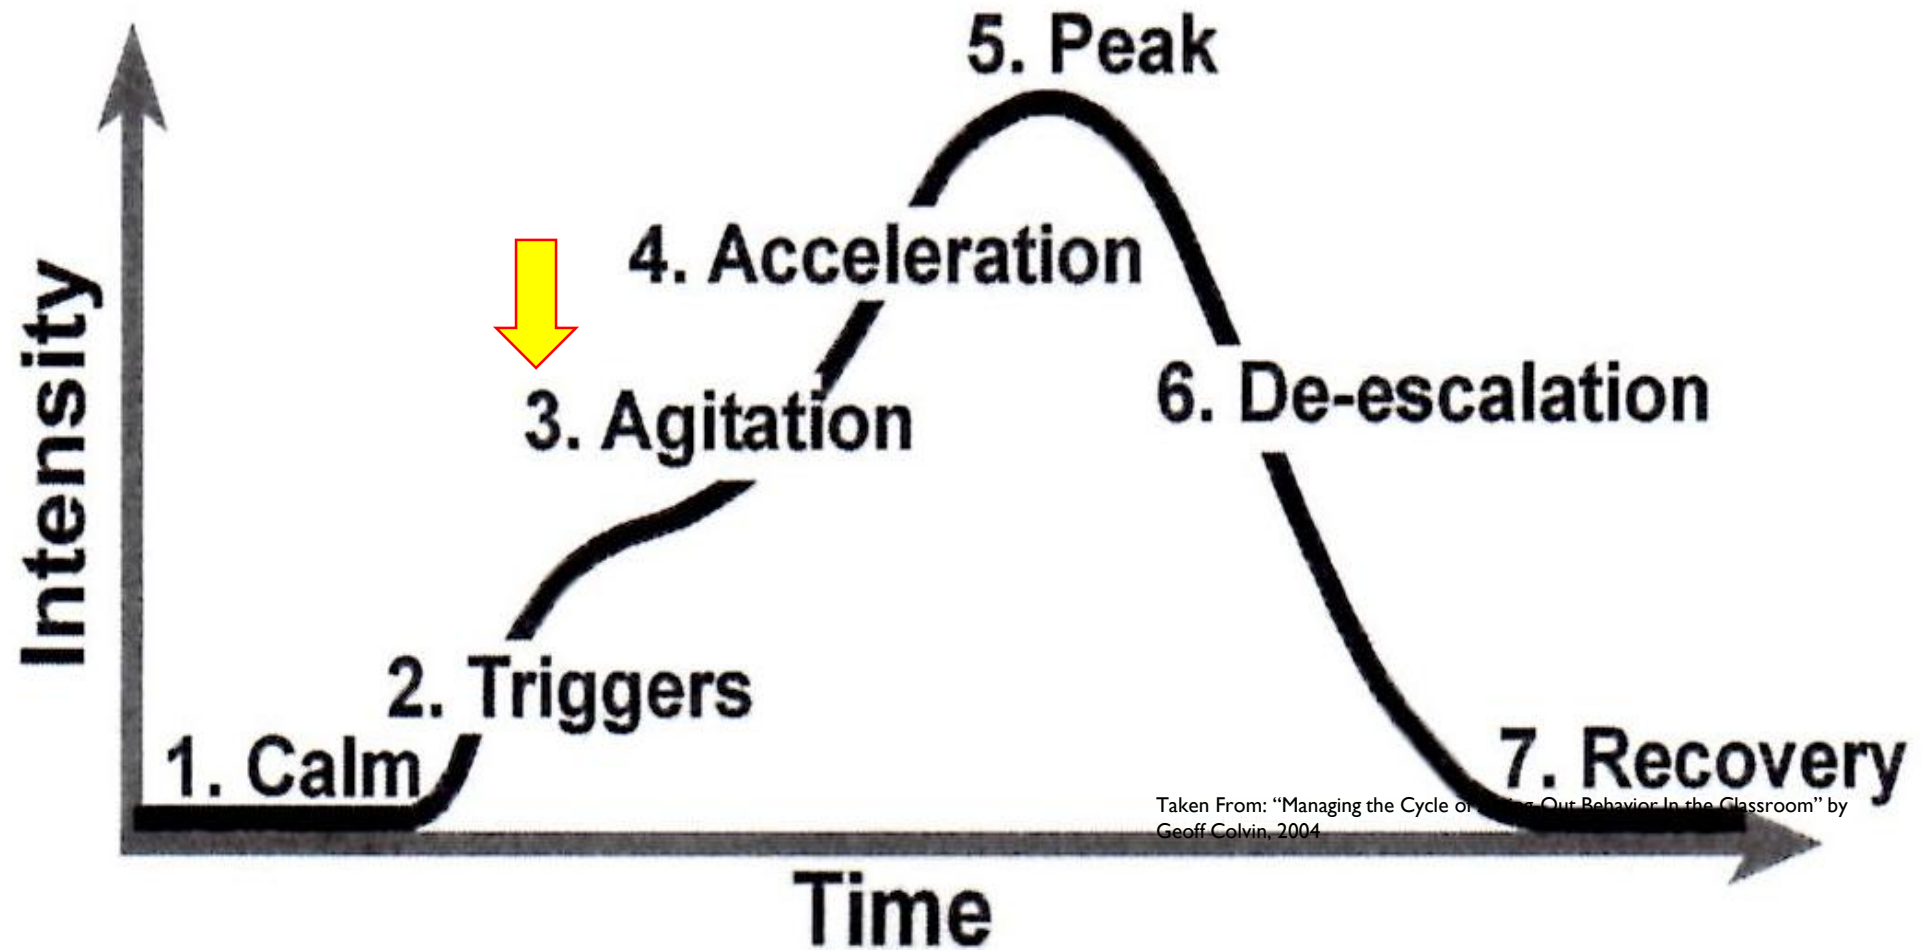 5. Peak
4. Acceleration
3. Agitation
6. De-escalation
2. Triggers
1. Calm
7. Recovery
Taken From: “Managing the Cycle of Out Behavior In the Classroom” by
Geoff Colvin, 2004
Intensity
Time